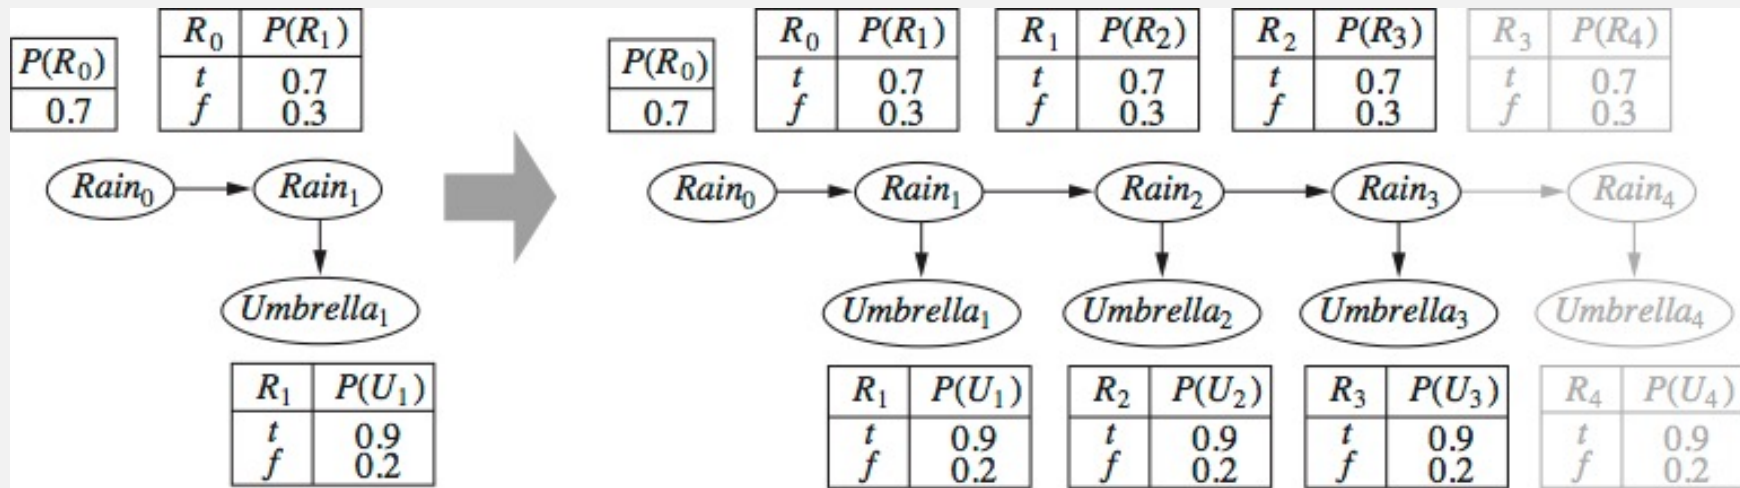 R₀ P(R₁)
P(R₀) t 0.7
0.7 f 0.3
Rain₀ Rain₁
Umbrella₁
R₁ P(U₁)
t 0.9
f 0.2
R₀ P(R₁) R₁ P(R₂) R₂ P(R₃) R₃ P(R₄)
P(R₀) t 0.7 t 0.7 t 0.7 t 0.7
0.7 f 0.3 f 0.3 f 0.3 f 0.3
Rain₀ Rain₁ Rain₂ Rain₃ Rain₄
Umbrella₁ Umbrella₂ Umbrella₃ Umbrella₄
R₁ P(U₁) R₂ P(U₂) R₃ P(U₃) R₄ P(U₄)
t 0.9 t 0.9 t 0.9 t 0.9
f 0.2 f 0.2 f 0.2 f 0.2